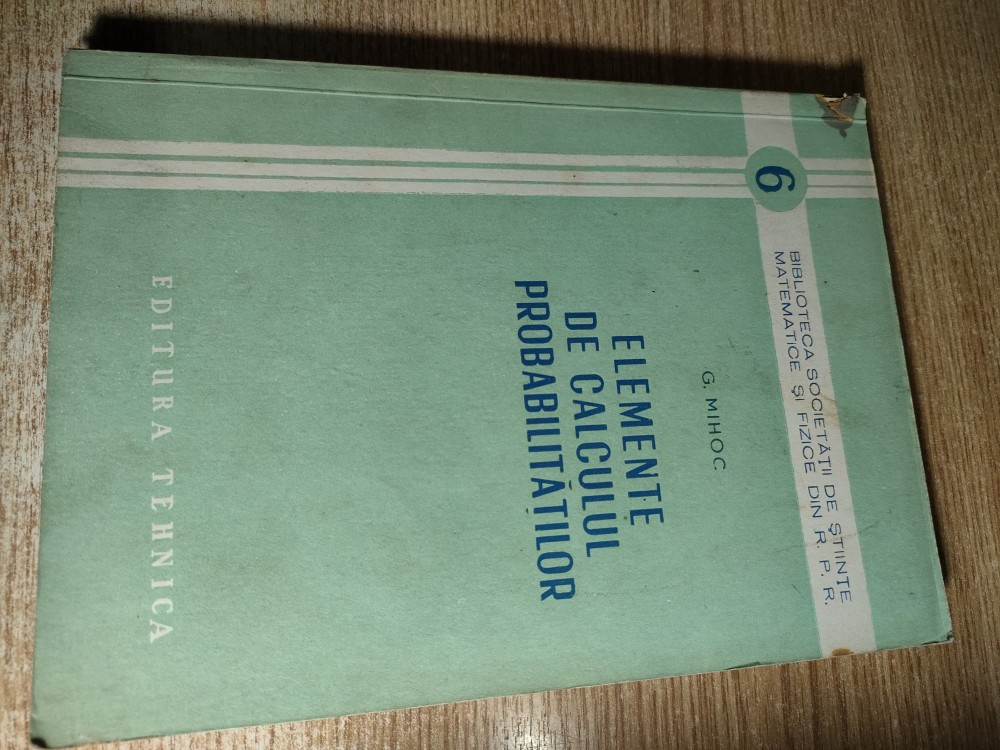 6
BIBLIOTECA SOCIETĂȚII DE ȘTIINȚE
MATEMATICE ȘI FIZICE DIN R. P. R.
G. MIHOC
ELEMENTE
DE CALCULUL
PROBABILITĂȚILOR
EDITURA TEHNICA